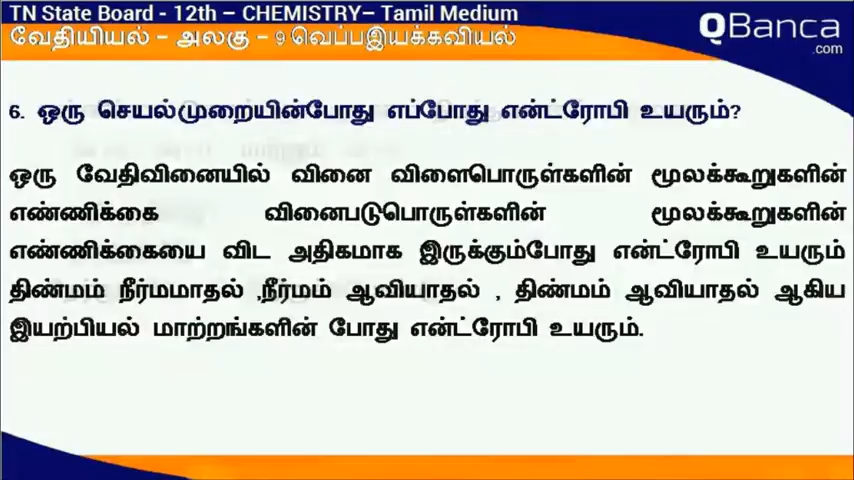 TN State Board - 12th – CHEMISTRY– Tamil Medium
வேதியியல் – அலகு – 9 வெப்பஇயக்கவியல்
QBanca
.com
6. ஒரு செயல்முறையின்போது எப்போது என்ட்ரோபி உயரும்?
ஒரு வேதிவினையில் வினை விளைபொருள்களின் மூலக்கூறுகளின்
எண்ணிக்கை வினைபடுபொருள்களின் மூலக்கூறுகளின்
எண்ணிக்கையை விட அதிகமாக இருக்கும்போது என்ட்ரோபி உயரும்
திண்மம் நீர்மமாதல் ,நீர்மம் ஆவியாதல் , திண்மம் ஆவியாதல் ஆகிய
இயற்பியல் மாற்றங்களின் போது என்ட்ரோபி உயரும்.